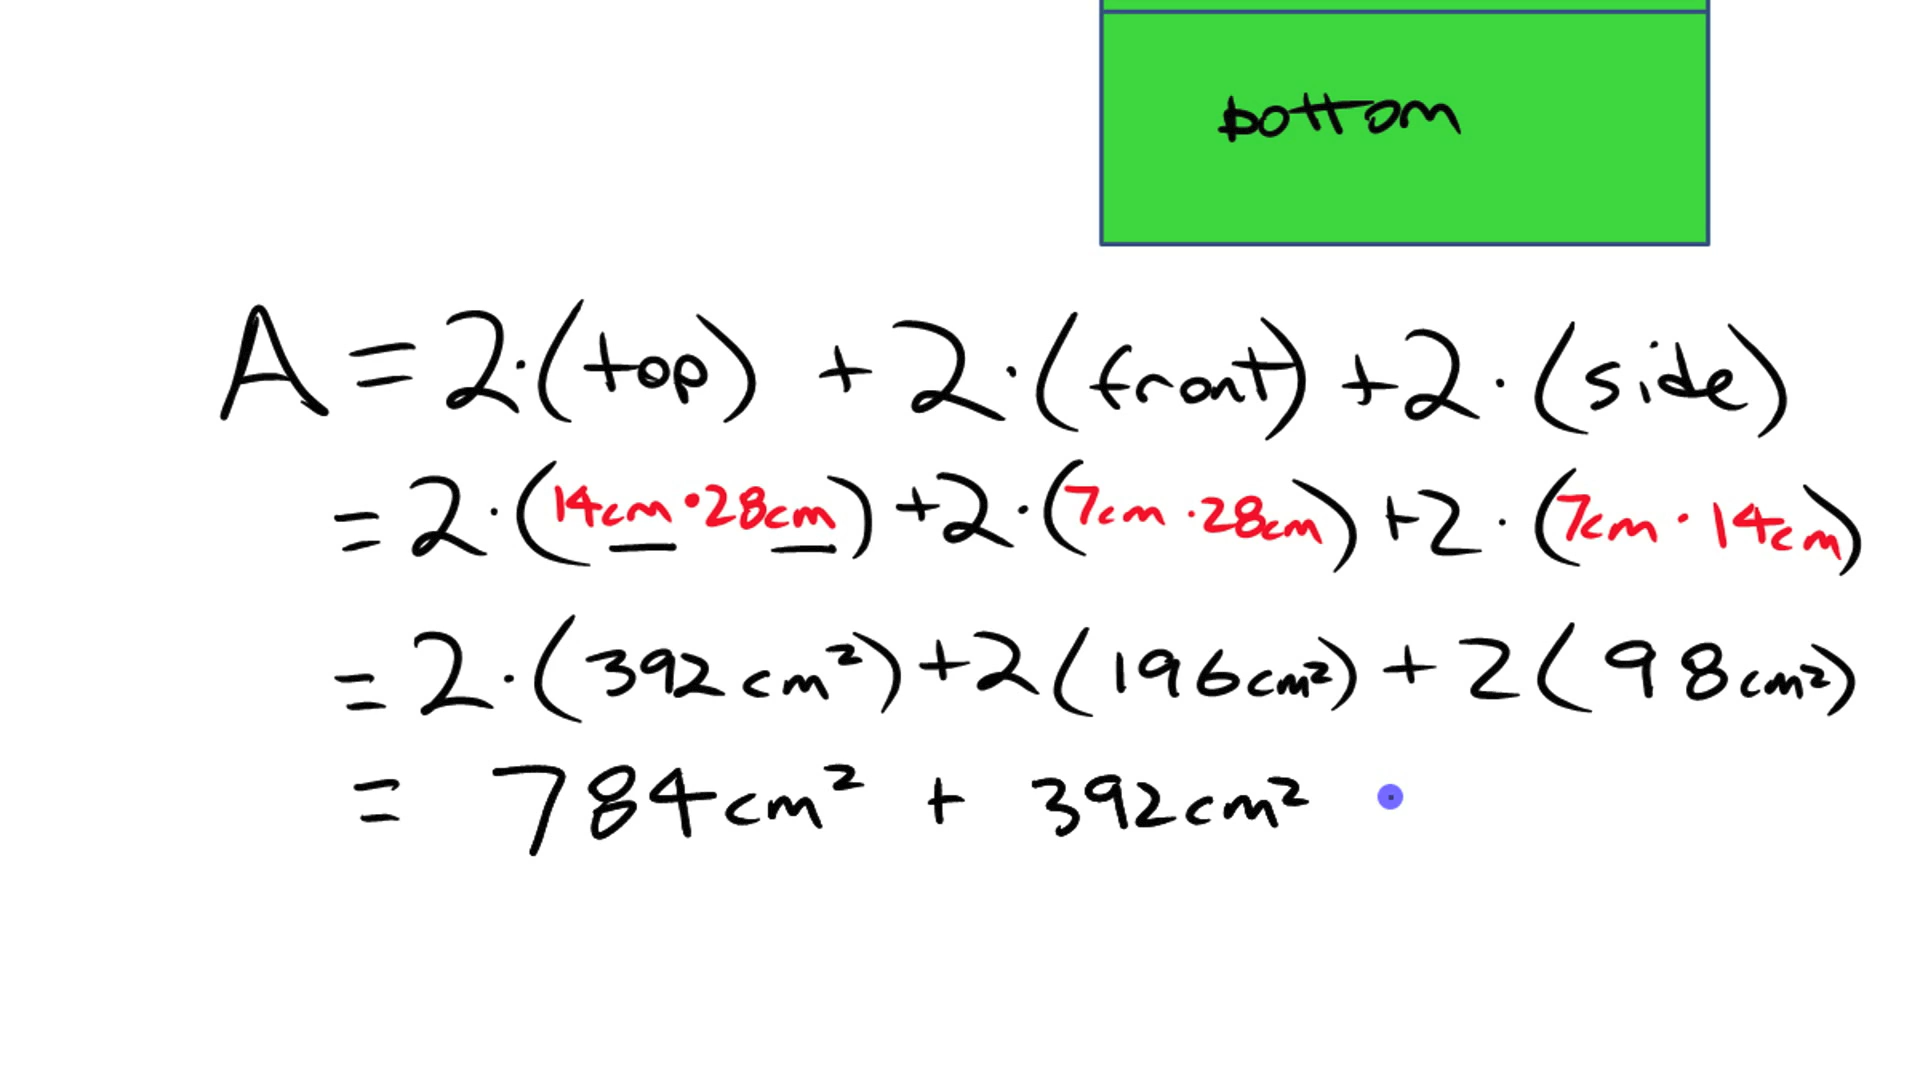 bottom
A = 2·(top) + 2·(front) + 2·(side)
= 2·(14cm·28cm) + 2·(7cm·28cm) + 2·(7cm·14cm)
= 2·(392cm²) + 2(196cm²) + 2(98cm²)
= 784cm² + 392cm²